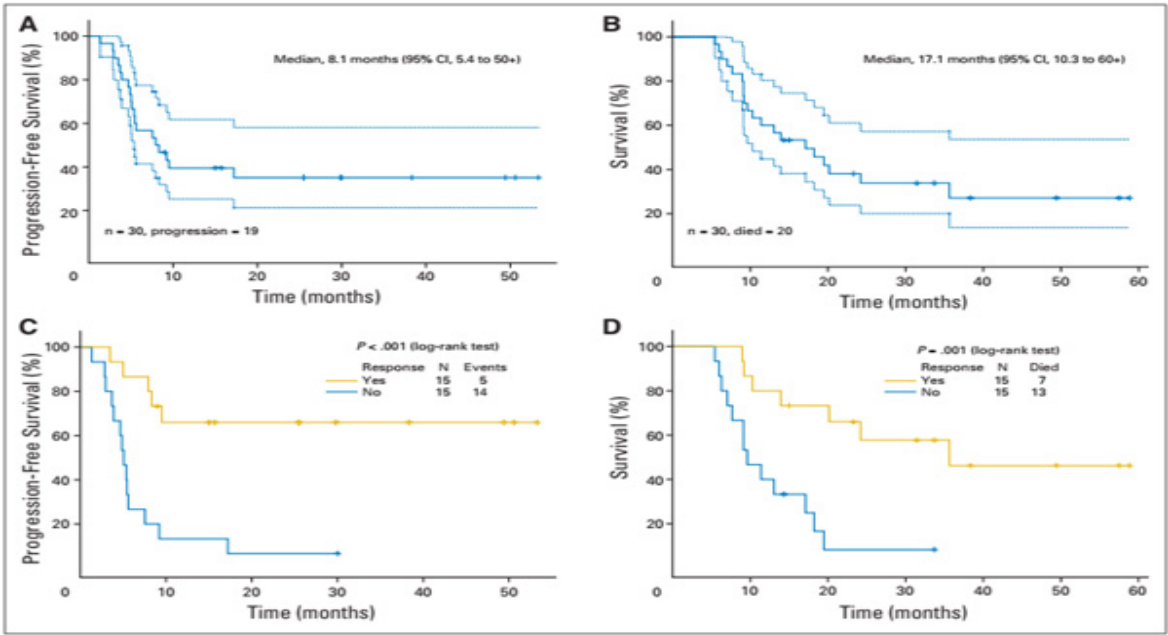 A
Progression-Free Survival (%)
100
80
60
40
20
0
Median, 8.1 months (95% CI, 5.4 to 50+)
n = 30, progression = 19
10 20 30 40 50
Time (months)
B
Survival (%)
100
80
60
40
20
0
Median, 17.1 months (95% CI, 10.3 to 60+)
n = 30, died = 20
10 20 30 40 50 60
Time (months)
C
Progression-Free Survival (%)
100
80
60
40
20
0
P < .001 (log-rank test)
Response N Events
Yes 15 5
No 15 14
10 20 30 40 50
Time (months)
D
Survival (%)
100
80
60
40
20
0
P = .001 (log-rank test)
Response N Died
Yes 15 7
No 15 13
10 20 30 40 50 60
Time (months)